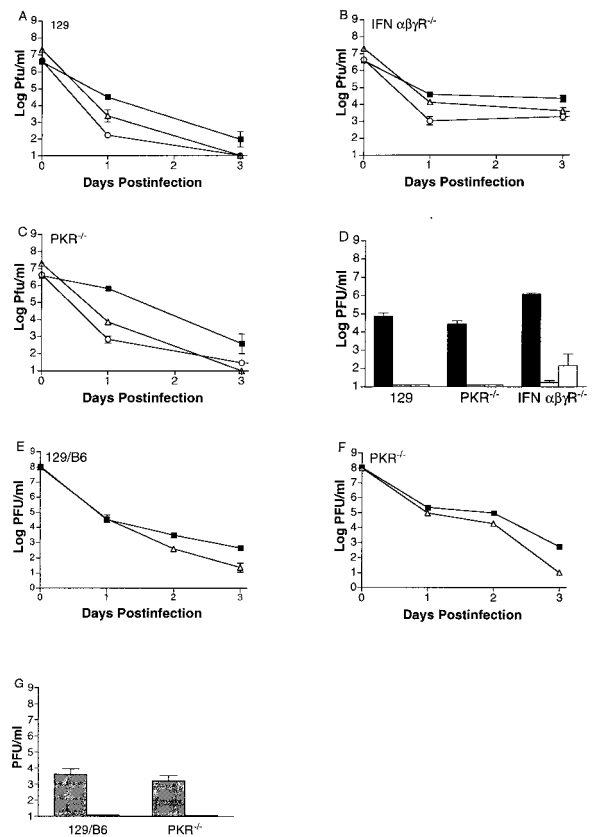 A
129
Log Pfu/ml
9
8
7
6
5
4
3
2
1
0 1 2 3
Days Postinfection
B
IFN αβγR-/-
Log Pfu/ml
9
8
7
6
5
4
3
2
1
0 1 2 3
Days Postinfection
C
PKR-/-
Log Pfu/ml
9
8
7
6
5
4
3
2
1
0 1 2 3
Days Postinfection
D
Log PFU/ml
9
8
7
6
5
4
3
2
1
129 PKR-/- IFN αβγR-/-
E
129/B6
Log PFU/ml
9
8
7
6
5
4
3
2
1
0
0 1 2 3
Days Postinfection
F
PKR-/-
Log PFU/ml
9
8
7
6
5
4
3
2
1
0
0 1 2 3
Days Postinfection
G
PFU/ml
9
8
7
6
5
4
3
2
1
129/B6 PKR-/-